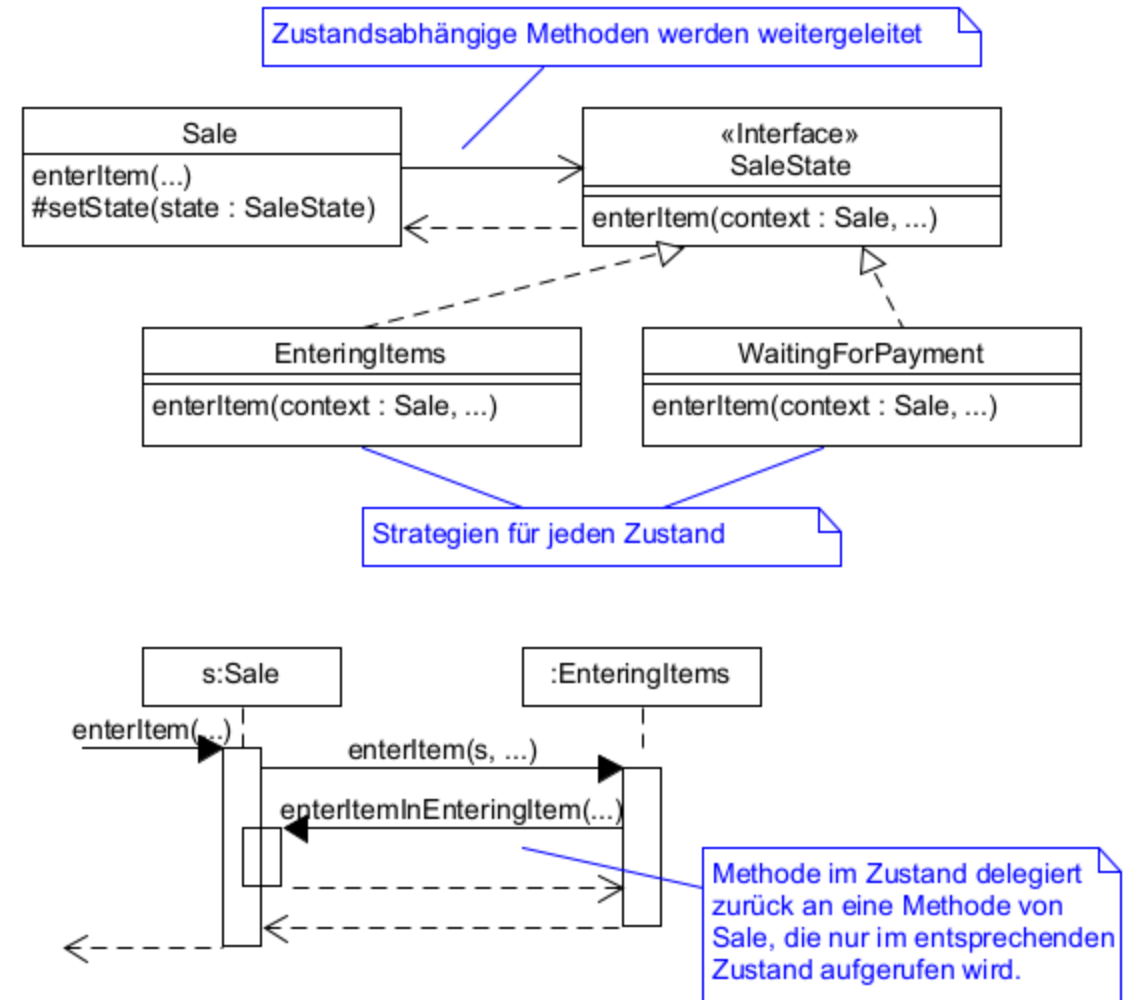 Zustandsabhängige Methoden werden weitergeleitet
Sale
enterItem(...)
#setState(state : SaleState)
«Interface»
SaleState
enterItem(context : Sale, ...)
EnteringItems
enterItem(context : Sale, ...)
WaitingForPayment
enterItem(context : Sale, ...)
Strategien für jeden Zustand
s:Sale
:EnteringItems
enterItem(...)
enterItem(s, ...)
enterItemInEnteringItem(...)
Methode im Zustand delegiert
zurück an eine Methode von
Sale, die nur im entsprechenden
Zustand aufgerufen wird.